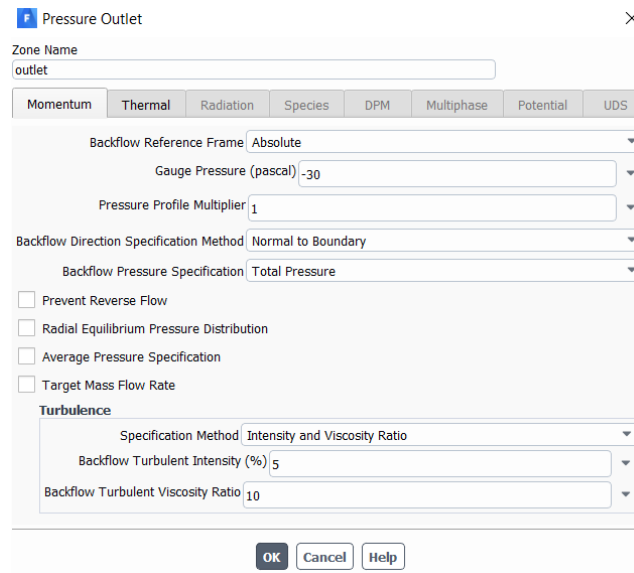 F Pressure Outlet
Zone Name
outlet
Momentum Thermal Radiation Species DPM Multiphase Potential UDS
Backflow Reference Frame Absolute
Gauge Pressure (pascal) -30
Pressure Profile Multiplier 1
Backflow Direction Specification Method Normal to Boundary
Backflow Pressure Specification Total Pressure
Prevent Reverse Flow
Radial Equilibrium Pressure Distribution
Average Pressure Specification
Target Mass Flow Rate
Turbulence
Specification Method Intensity and Viscosity Ratio
Backflow Turbulent Intensity (%) 5
Backflow Turbulent Viscosity Ratio 10
OK Cancel Help